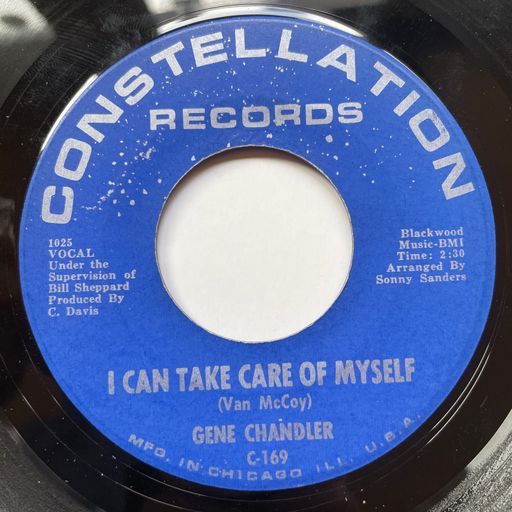 CONSTELLATION
RECORDS
1025
VOCAL
Under the
Supervision of
Bill Sheppard
Produced By
C. Davis
Blackwood
Music-BMI
Time: 2:30
Arranged By
Sonny Sanders
I CAN TAKE CARE OF MYSELF
(Van McCoy)
GENE CHANDLER
C-169
MFG. IN CHICAGO ILL. U.S.A.